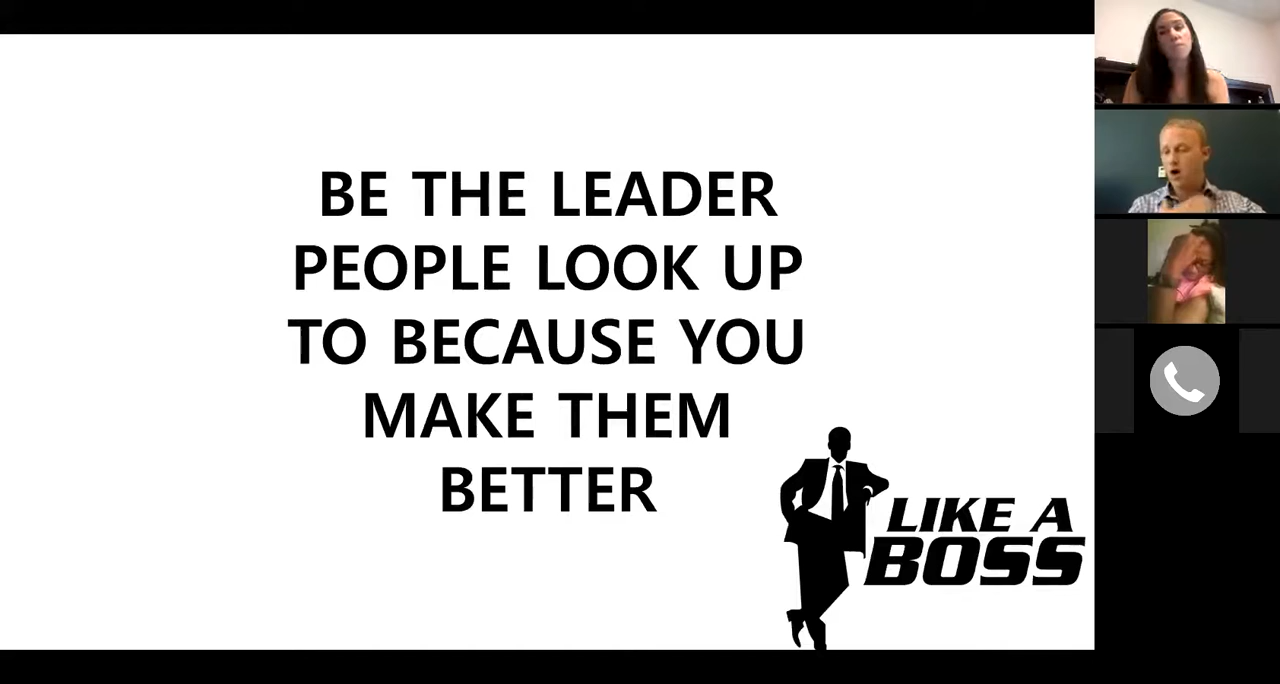 BE THE LEADER
PEOPLE LOOK UP
TO BECAUSE YOU
MAKE THEM
BETTER
LIKE A
BOSS